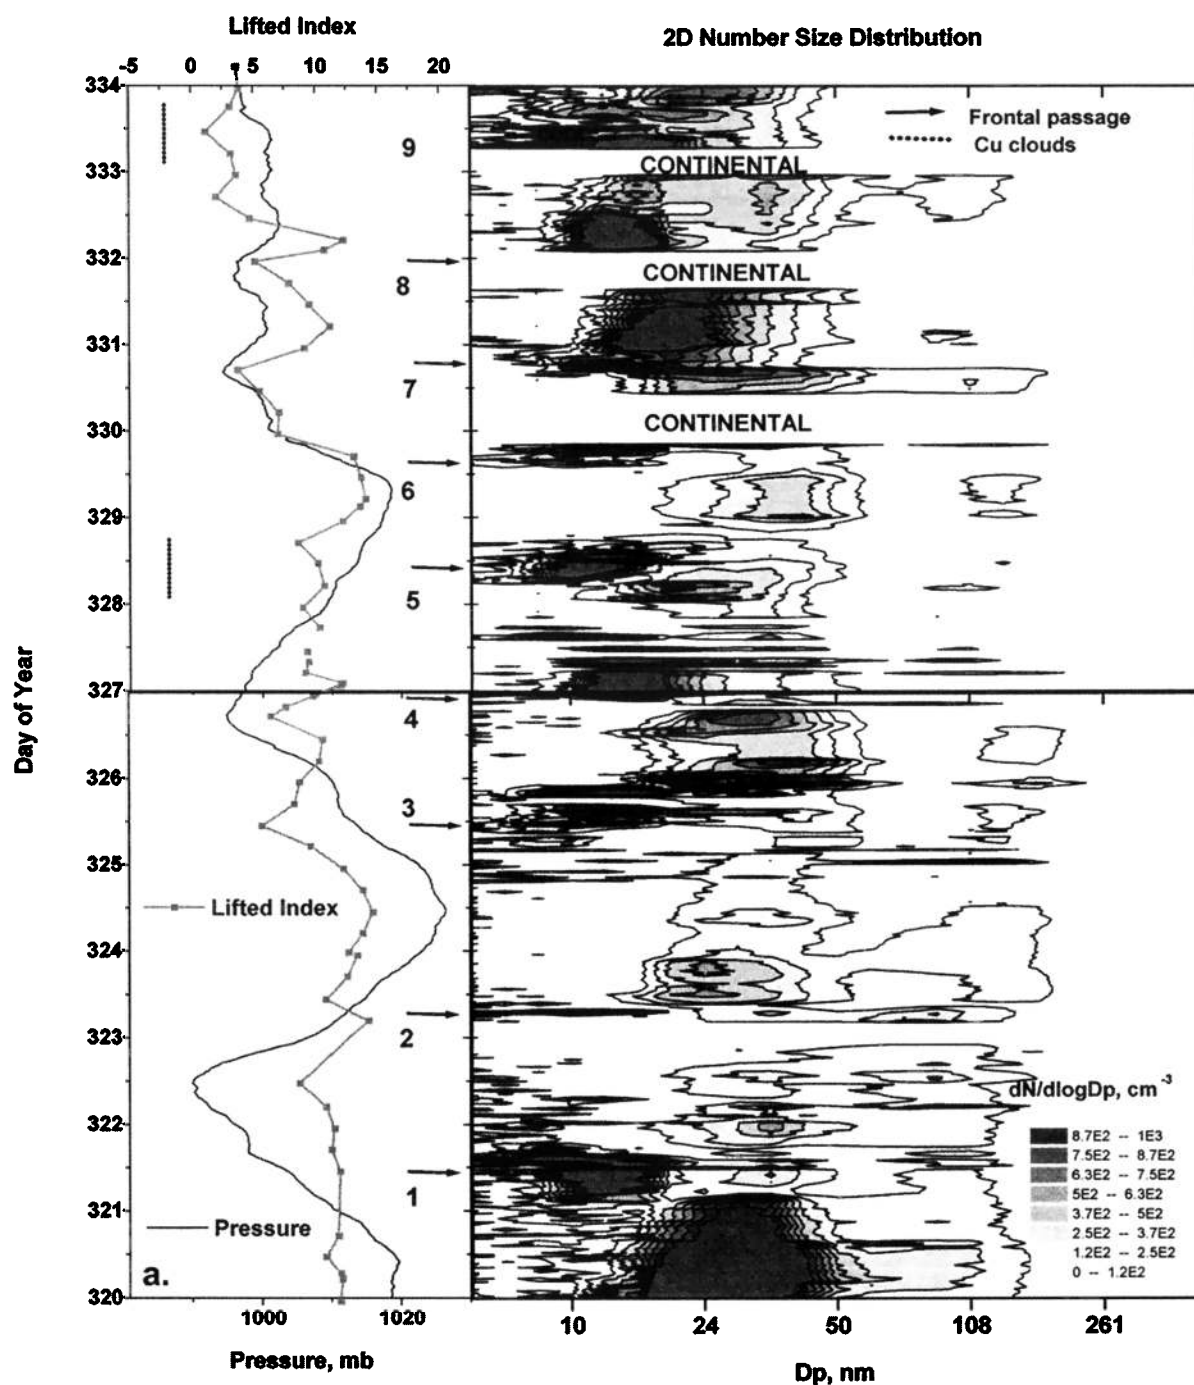 Lifted Index
2D Number Size Distribution
-5 0 5 10 15 20
334
333
332
331
330
329
328
327
326
325
324
323
322
321
320
Day of Year
Frontal passage
Cu clouds
9
CONTINENTAL
8
CONTINENTAL
7
CONTINENTAL
6
5
4
3
Lifted Index
2
1
Pressure
a.
dN/dlogDp, cm⁻³
8.7E2 -- 1E3
7.5E2 -- 8.7E2
6.3E2 -- 7.5E2
5E2 -- 6.3E2
3.7E2 -- 5E2
2.5E2 -- 3.7E2
1.2E2 -- 2.5E2
0 -- 1.2E2
1000 1020
10 24 50 108 261
Pressure, mb
Dp, nm